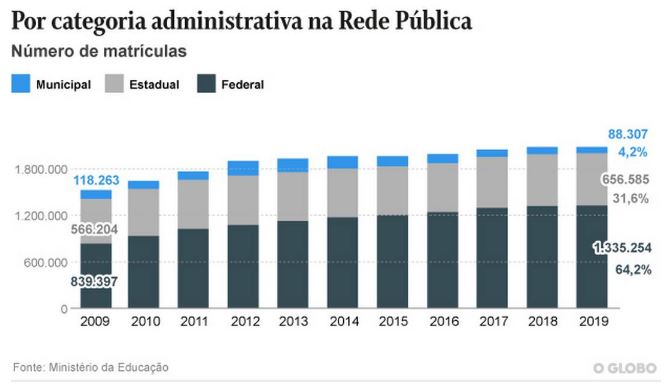 Por categoria administrativa na Rede Pública
Número de matrículas
Municipal Estadual Federal
88.307
4,2%
118.263
1.800.000
656.585
31,6%
1.200.000
566.204
1.335.254
600.000
64,2%
839.397
0
2009 2010 2011 2012 2013 2014 2015 2016 2017 2018 2019
Fonte: Ministério da Educação
O GLOBO